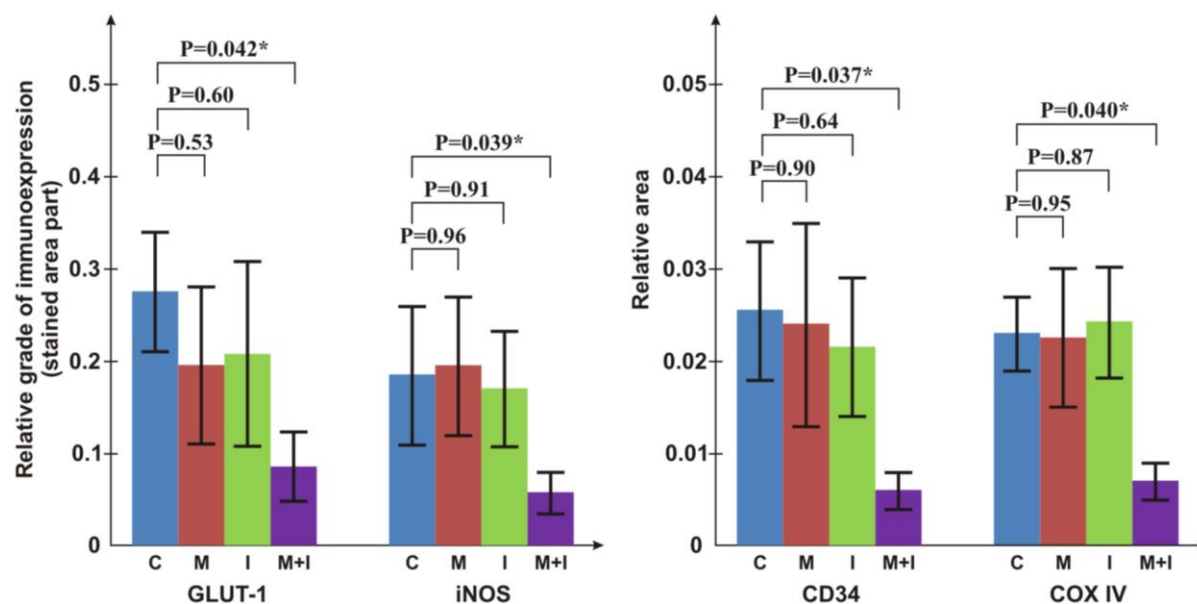 Relative grade of immunoexpression
(stained area part)
0.5
0.4
0.3
0.2
0.1
0
P=0.042*
P=0.60
P=0.53
P=0.039*
P=0.91
P=0.96
C M I M+I
C M I M+I
GLUT-1
iNOS
Relative area
0.05
0.04
0.03
0.02
0.01
0
P=0.037*
P=0.64
P=0.90
P=0.040*
P=0.87
P=0.95
C M I M+I
C M I M+I
CD34
COX IV